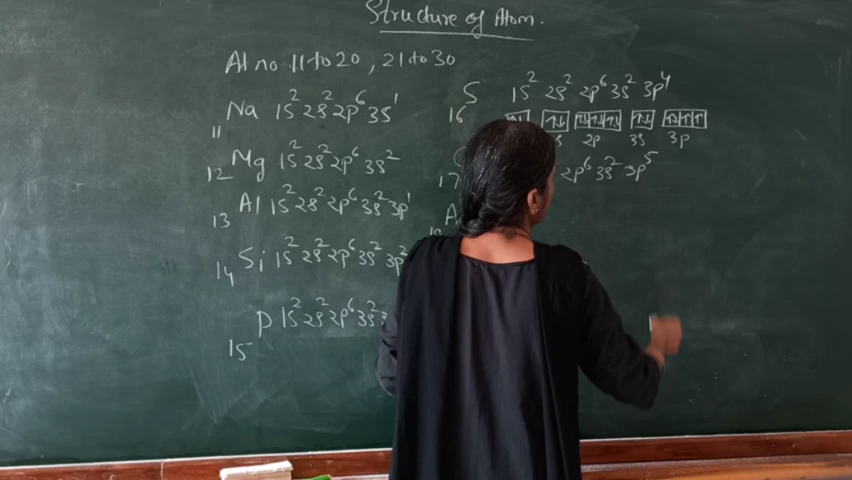 Structure of Atom.
At no 11 to 20, 21 to 30
11 Na 1s² 2s² 2p⁶ 3s¹
12 Mg 1s² 2s² 2p⁶ 3s²
13 Al 1s² 2s² 2p⁶ 3s² 3p¹
14 Si 1s² 2s² 2p⁶ 3s² 3p²
15 P 1s² 2s² 2p⁶ 3s²
16 S 1s² 2s² 2p⁶ 3s² 3p⁴
↑↓ ↑↓ ↑↓↑ ↑↓ ↑↓↑↑
2p 3s 3p
17 2p⁶ 3s² 3p⁵
A